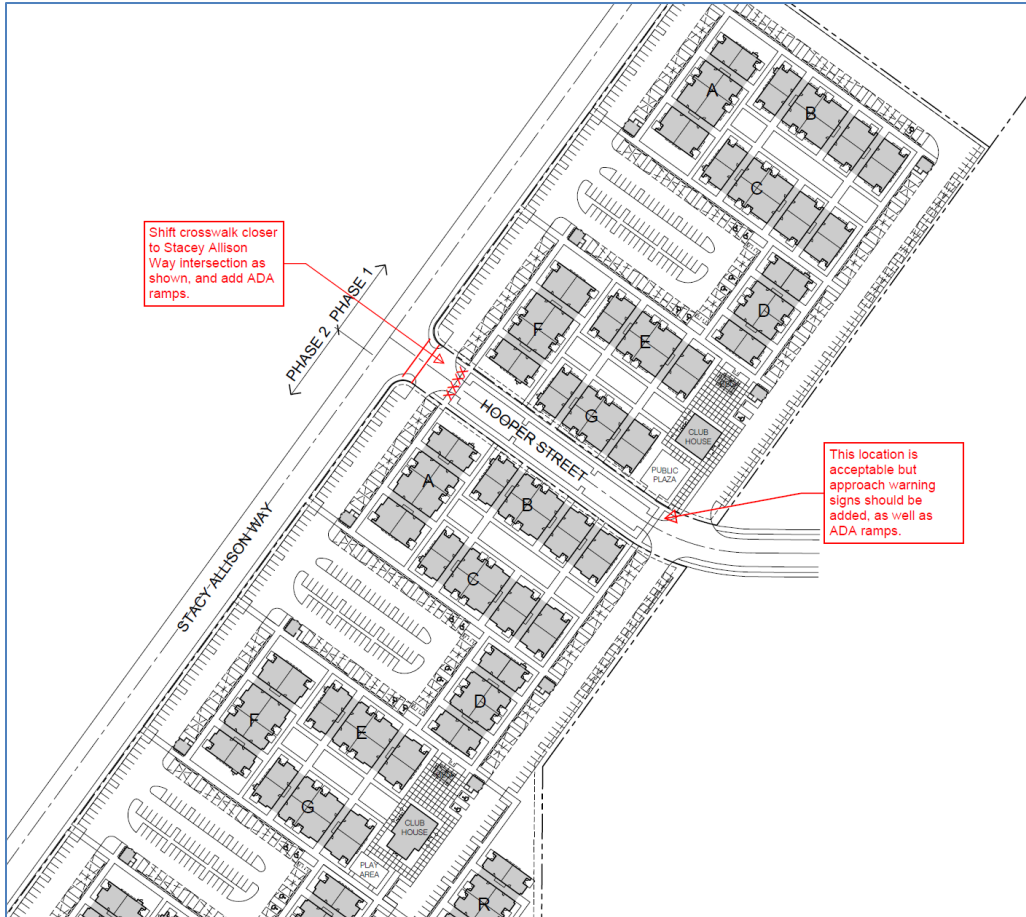 A
B
C
D
Shift crosswalk closer
to Stacey Allison
Way intersection as
shown, and add ADA
ramps.
PHASE 2
PHASE 1
F
E
G
CLUB
HOUSE
PUBLIC
PLAZA
HOOPER STREET
This location is
acceptable but
approach warning
signs should be
added, as well as
ADA ramps.
STACY ALLISON WAY
A
B
C
D
F
E
G
CLUB
HOUSE
PLAY
AREA
R